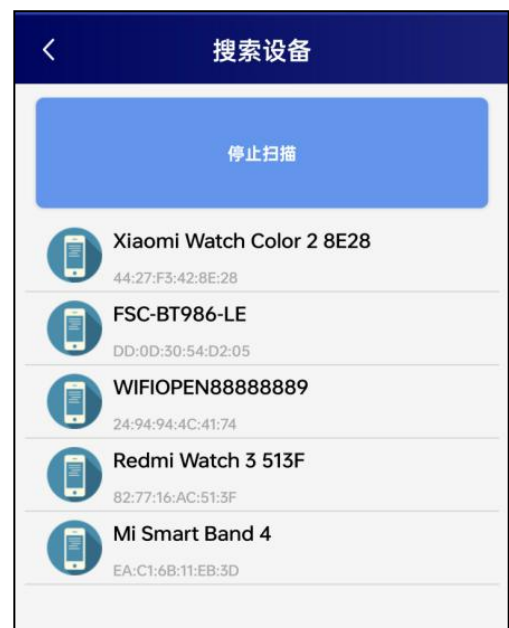 搜索设备
停止扫描
Xiaomi Watch Color 2 8E28
44:27:F3:42:8E:28
FSC-BT986-LE
DD:0D:30:54:D2:05
WIFIOPEN88888889
24:94:94:4C:41:74
Redmi Watch 3 513F
82:77:16:AC:51:3F
Mi Smart Band 4
EA:C1:6B:11:EB:3D